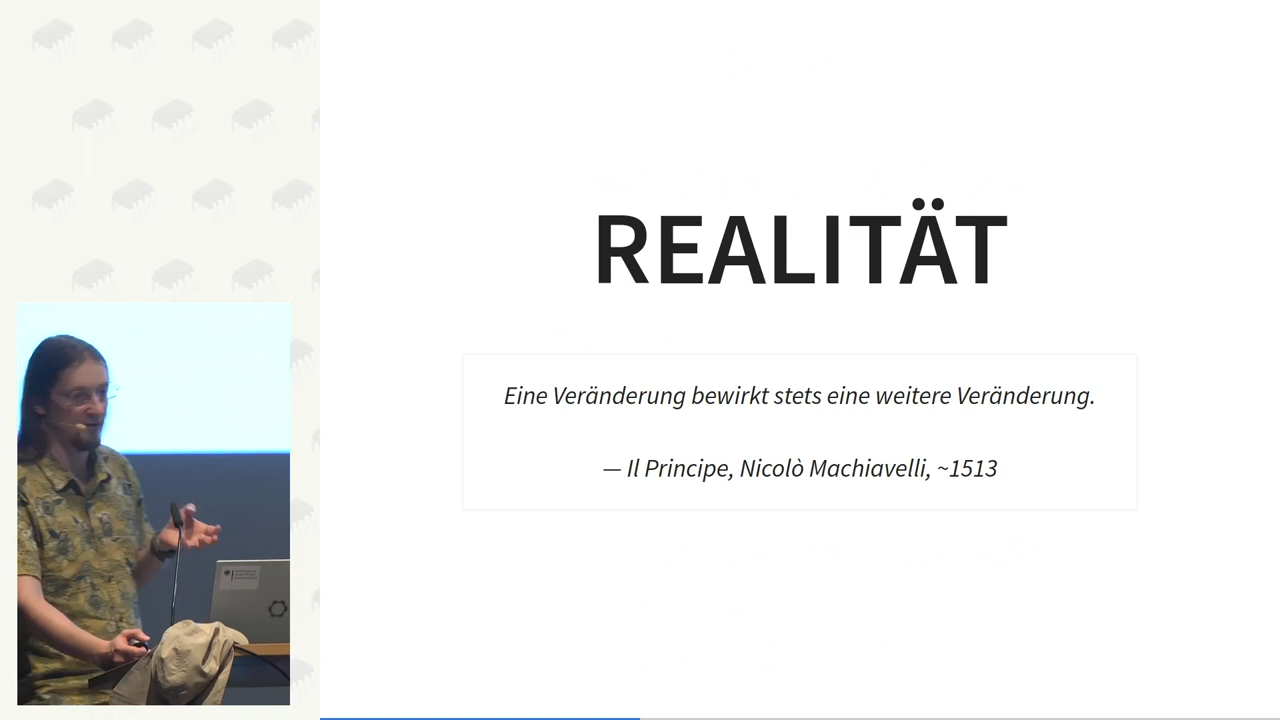 REALITÄT
Eine Veränderung bewirkt stets eine weitere Veränderung.
— Il Principe, Nicolò Machiavelli, ~1513